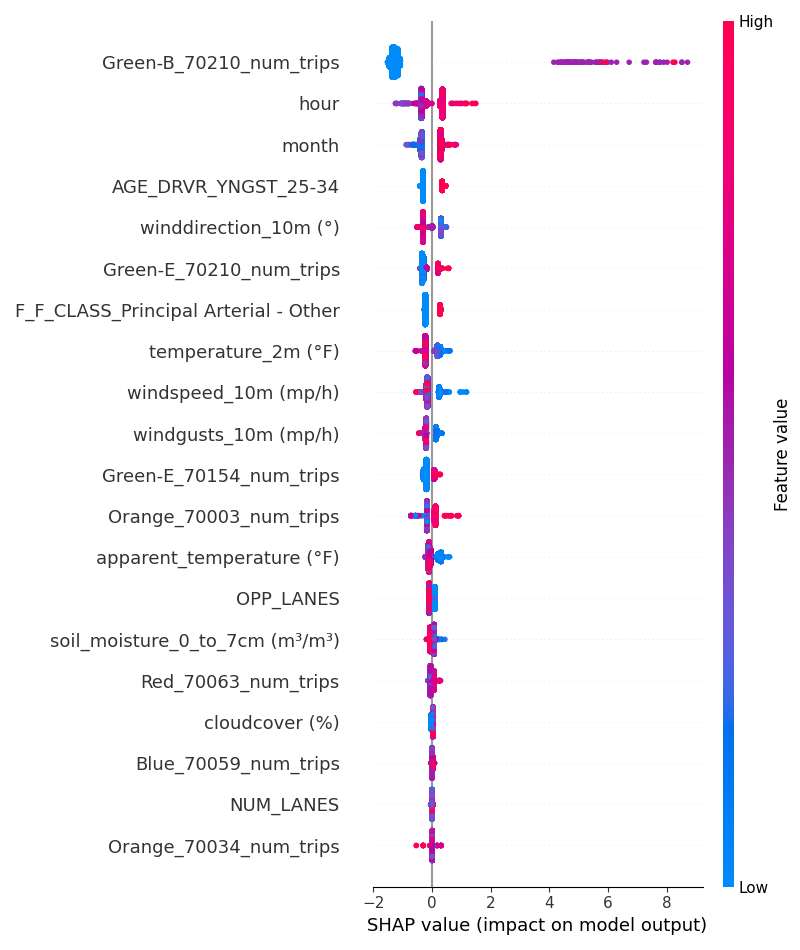 High
Green-B_70210_num_trips
hour
month
AGE_DRVR_YNGST_25-34
winddirection_10m (°)
Green-E_70210_num_trips
F_F_CLASS_Principal Arterial - Other
temperature_2m (°F)
windspeed_10m (mp/h)
windgusts_10m (mp/h)
Green-E_70154_num_trips
Orange_70003_num_trips
apparent_temperature (°F)
OPP_LANES
soil_moisture_0_to_7cm (m³/m³)
Red_70063_num_trips
cloudcover (%)
Blue_70059_num_trips
NUM_LANES
Orange_70034_num_trips
Feature value
Low
−2 0 2 4 6 8
SHAP value (impact on model output)